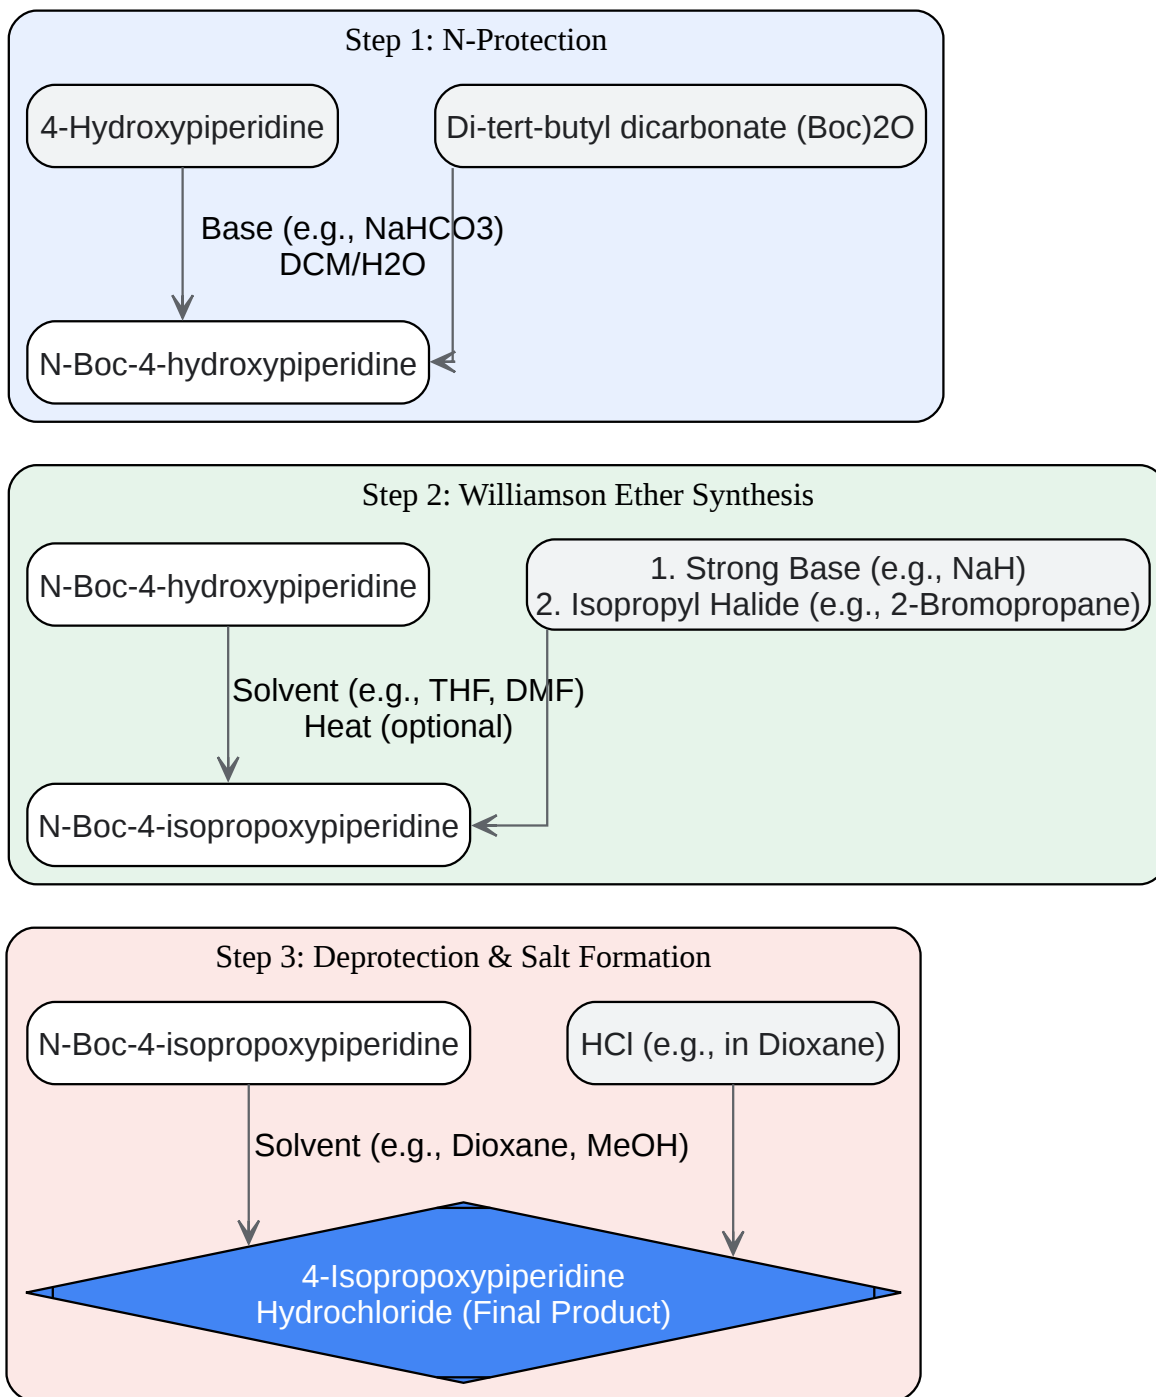 Step 1: N-Protection
4-Hydroxypiperidine
Di-tert-butyl dicarbonate (Boc)2O
Base (e.g., NaHCO3)
DCM/H2O
N-Boc-4-hydroxypiperidine
Step 2: Williamson Ether Synthesis
N-Boc-4-hydroxypiperidine
1. Strong Base (e.g., NaH)
2. Isopropyl Halide (e.g., 2-Bromopropane)
Solvent (e.g., THF, DMF)
Heat (optional)
N-Boc-4-isopropoxypiperidine
Step 3: Deprotection & Salt Formation
N-Boc-4-isopropoxypiperidine
HCl (e.g., in Dioxane)
Solvent (e.g., Dioxane, MeOH)
4-Isopropoxypiperidine
Hydrochloride (Final Product)